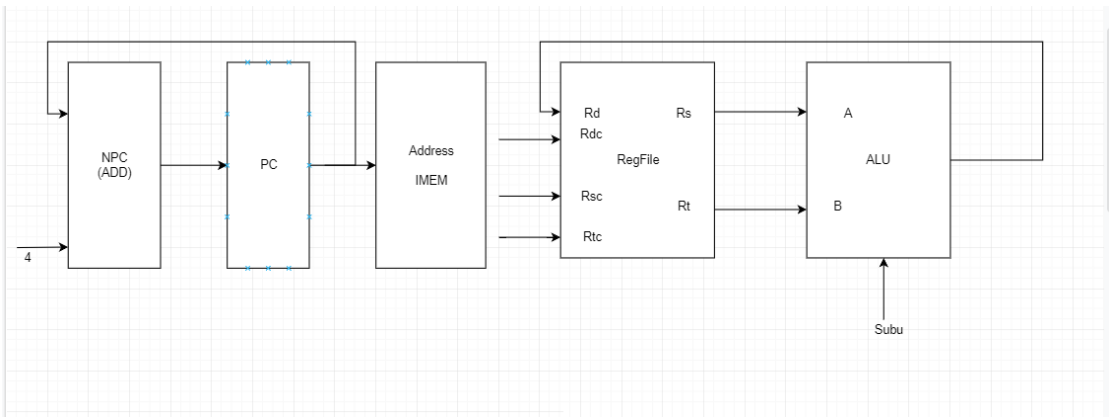 NPC
(ADD)
4
PC
Address
IMEM
Rd
Rdc
Rsc
Rtc
RegFile
Rs
Rt
A
B
ALU
Subu